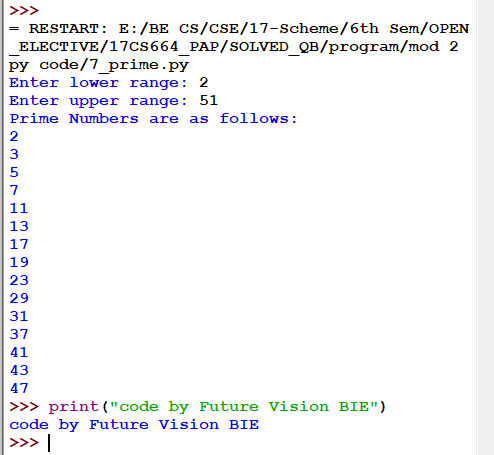 >>>
= RESTART: E:/BE CS/CSE/17-Scheme/6th Sem/OPEN
_ELECTIVE/17CS664_PAP/SOLVED_QB/program/mod 2
py code/7_prime.py
Enter lower range: 2
Enter upper range: 51
Prime Numbers are as follows:
2
3
5
7
11
13
17
19
23
29
31
37
41
43
47
>>> print("code by Future Vision BIE")
code by Future Vision BIE
>>>